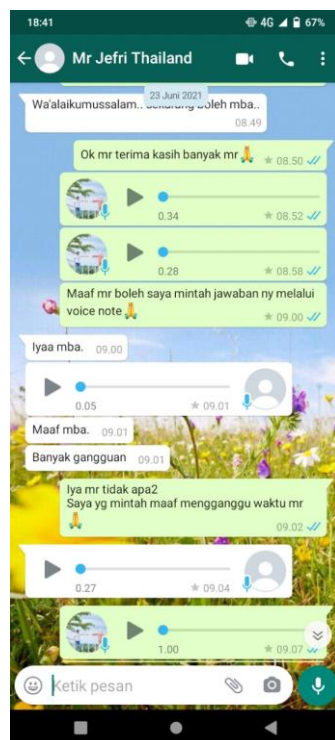 18:41
4G
67%
Mr Jefri Thailand
23 Juni 2021
Wa'alaikumussalam.. sekarang boleh mba..
08.49
Ok mr terima kasih banyak mr🙏
08.50
0.34
08.52
0.28
08.58
Maaf mr boleh saya mintah jawaban ny melalui
voice note🙏
09.00
Iyaa mba.
09.00
0.05
09.01
Maaf mba.
09.01
Banyak gangguan
09.01
Iya mr tidak apa2
Saya yg mintah maaf mengganggu waktu mr
🙏
09.02
0.27
09.04
1.00
09.07
Ketik pesan